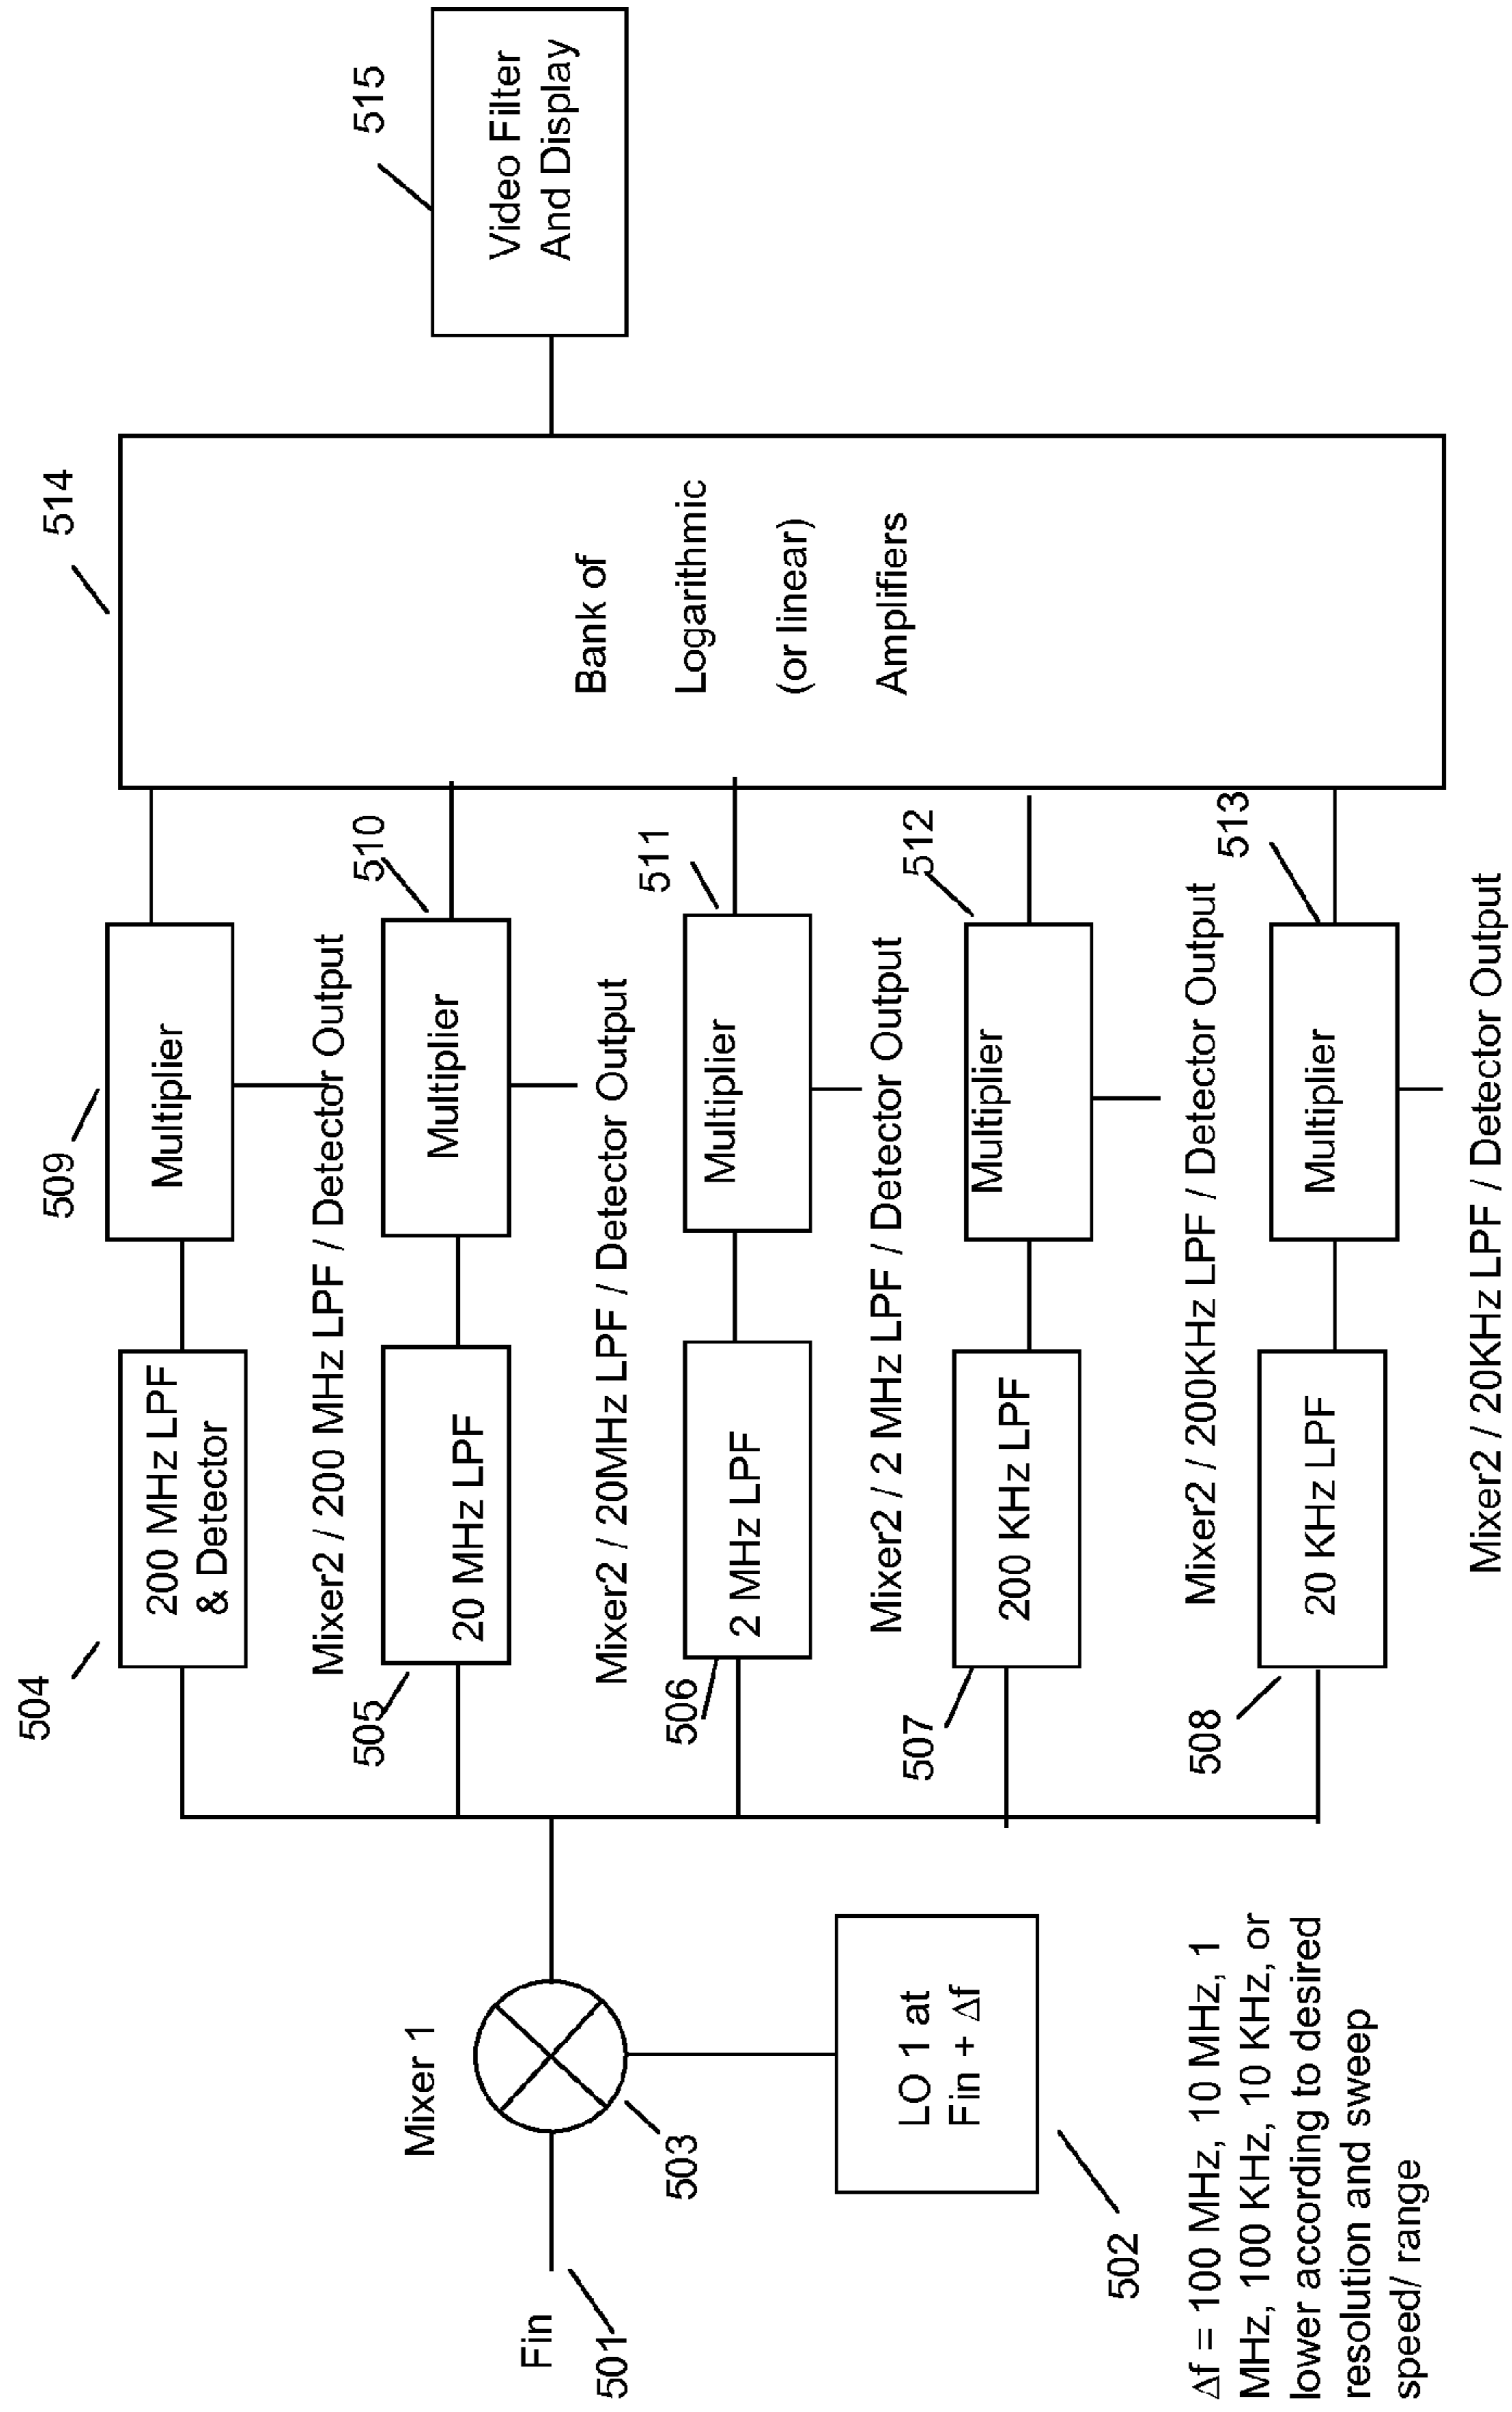 Fin
501
Mixer 1
503
LO 1 at
Fin + Δf
502
Δf = 100 MHz, 10 MHz, 1
MHz, 100 KHz, 10 KHz, or
lower according to desired
resolution and sweep
speed/ range
504
200 MHz LPF
& Detector
509
Multiplier
Mixer2 / 200 MHz LPF / Detector Output
505
20 MHz LPF
510
Multiplier
Mixer2 / 20MHz LPF / Detector Output
506
2 MHz LPF
511
Multiplier
Mixer2 / 2 MHz LPF / Detector Output
507
200 KHz LPF
512
Multiplier
Mixer2 / 200KHz LPF / Detector Output
508
20 KHz LPF
513
Multiplier
Mixer2 / 20KHz LPF / Detector Output
514
Bank of
Logarithmic
(or linear)
Amplifiers
515
Video Filter
And Display